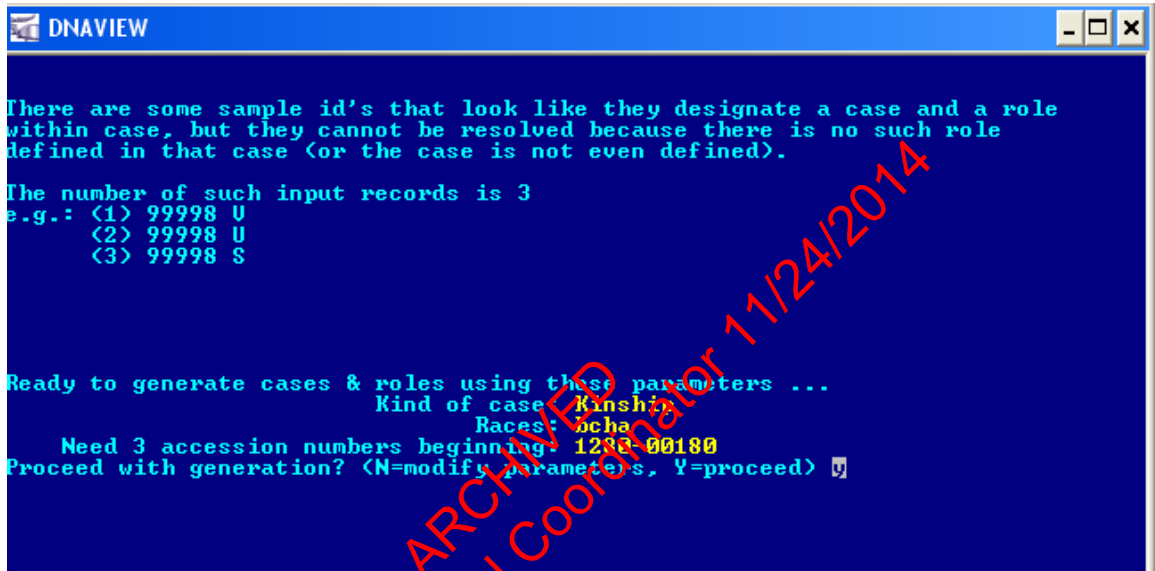 DNAVIEW
There are some sample id's that look like they designate a case and a role
within case, but they cannot be resolved because there is no such role
defined in that case (or the case is not even defined).
The number of such input records is 3
e.g.: (1) 99998 V
(2) 99998 U
(3) 99998 S
Ready to generate cases & roles using these parameters ...
Kind of case: Kinship
Races: bcha
Need 3 accession numbers beginning: 1280-00180
Proceed with generation? (N=modify parameters, Y=proceed) y
ARCHIVED
Coordinator 11/24/2014